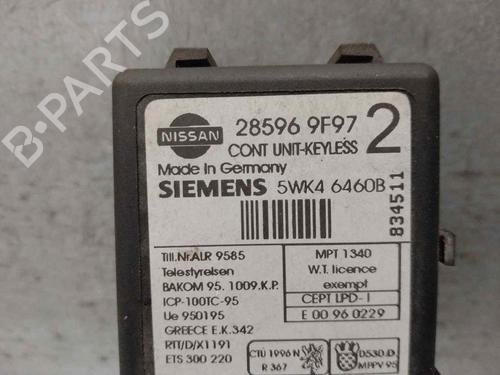 B-PARTS
NISSAN
28596 9F97 2
CONT UNIT-KEYLESS
Made In Germany
SIEMENS 5WK4 6460B
834511
Till.Nr.ALR 9585
Telestyrelsen
BAKOM 95. 1009.K.P.
ICP-100TC-95
Ue 950195
GREECE E.K.342
RTT/D/X1191
ETS 300 220
MPT 1340
W.T. licence
exempt
CEPT LPD-I
E 00 96 0229
CTÚ 1996 N
R 367
0530.D.
MPPV 95